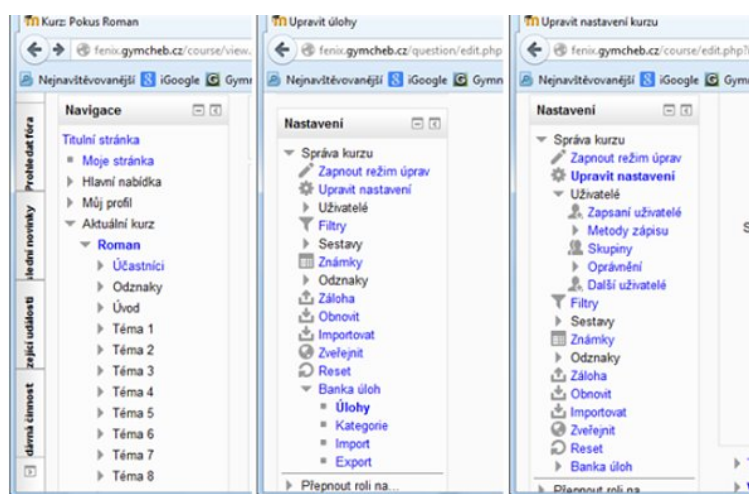 Kurz: Pokus Roman
fenix.gymcheb.cz/course/view.
Nejnavštěvovanější iGoogle Gymn
Prohledat fóra
Navigace
Titulní stránka
Moje stránka
Hlavní nabídka
Můj profil
Aktuální kurz
Roman
Účastníci
Odznaky
Úvod
Téma 1
Téma 2
Téma 3
Téma 4
Téma 5
Téma 6
Téma 7
Téma 8
Upravit úlohy
fenix.gymcheb.cz/question/edit.php
Nejnavštěvovanější iGoogle Gymn
Nastavení
Správa kurzu
Zapnout režim úprav
Upravit nastavení
Uživatelé
Filtry
Sestavy
Známky
Odznaky
Záloha
Obnovit
Importovat
Zveřejnit
Reset
Banka úloh
Úlohy
Kategorie
Import
Export
Přepnout roli na...
Upravit nastavení kurzu
fenix.gymcheb.cz/course/edit.php?
Nejnavštěvovanější iGoogle Gymn
Nastavení
Správa kurzu
Zapnout režim úprav
Upravit nastavení
Uživatelé
Zapsaní uživatelé
Metody zápisu
Skupiny
Oprávnění
Další uživatelé
Filtry
Sestavy
Známky
Odznaky
Záloha
Obnovit
Importovat
Zveřejnit
Reset
Banka úloh
Přepnout roli na